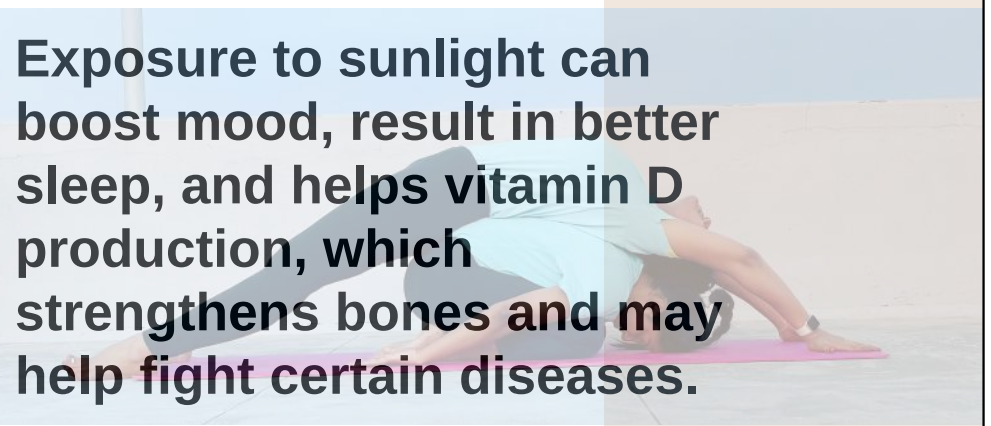 Exposure to sunlight can
boost mood, result in better
sleep, and helps vitamin D
production, which
strengthens bones and may
help fight certain diseases.